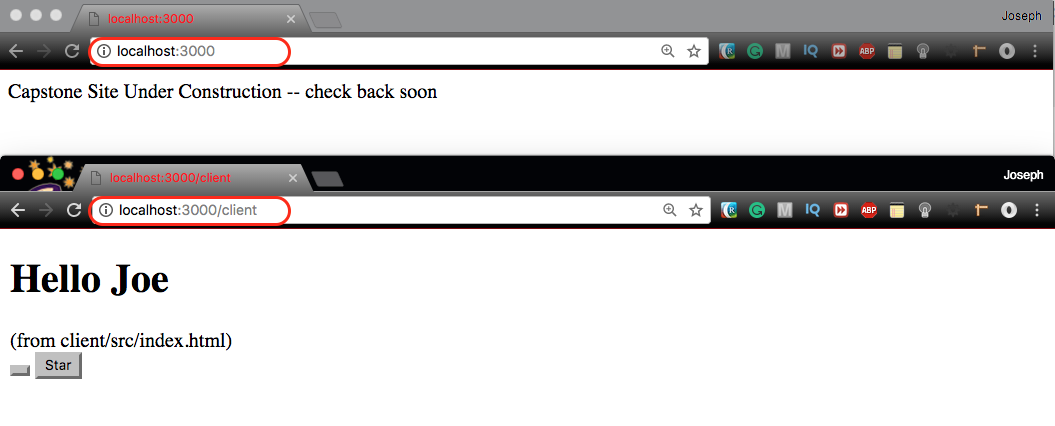 localhost:3000
Joseph
localhost:3000
R G M IQ ABP
Capstone Site Under Construction -- check back soon
localhost:3000/client
Joseph
localhost:3000/client
R G M IQ ABP
Hello Joe
(from client/src/index.html)
Star